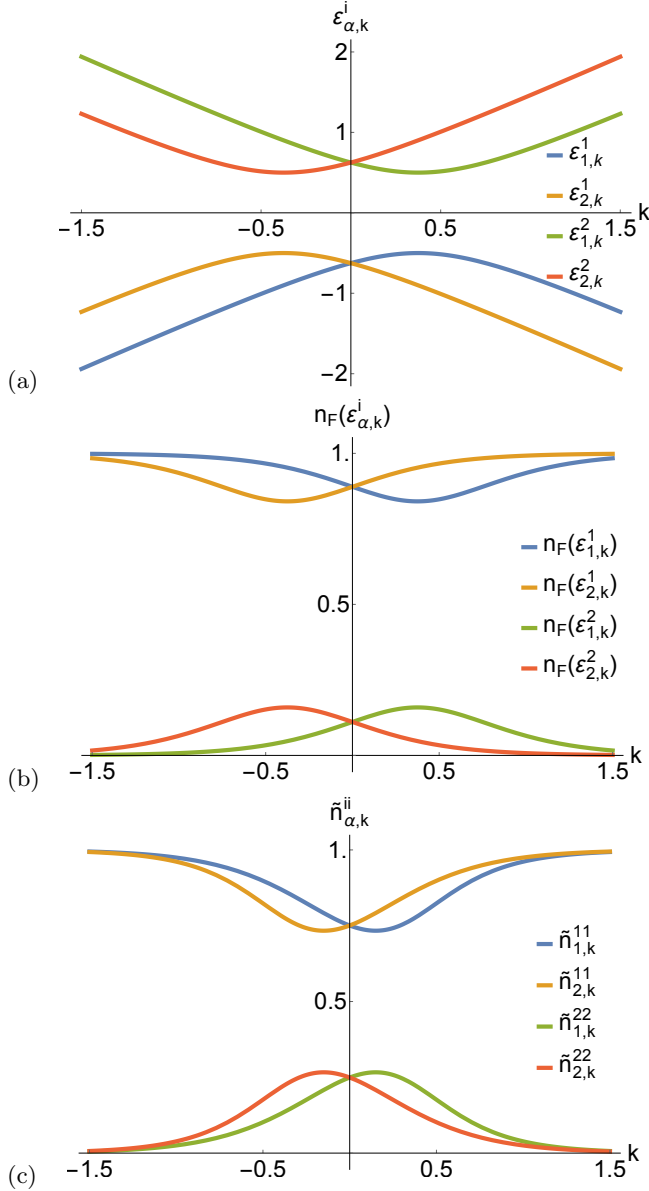 ε^i_{α,k}
2
1
ε^1_{1,k}
k
−1.5 −0.5 0.5 1.5
ε^1_{2,k}
ε^2_{1,k}
ε^2_{2,k}
−1
−2
(a)
n_F(ε^i_{α,k})
1.
n_F(ε^1_{1,k})
n_F(ε^1_{2,k})
0.5
n_F(ε^2_{1,k})
n_F(ε^2_{2,k})
k
−1.5 −0.5 0.5 1.5
(b)
ñ^{ii}_{α,k}
1.
ñ^{11}_{1,k}
ñ^{11}_{2,k}
0.5
ñ^{22}_{1,k}
ñ^{22}_{2,k}
k
−1.5 −0.5 0.5 1.5
(c)